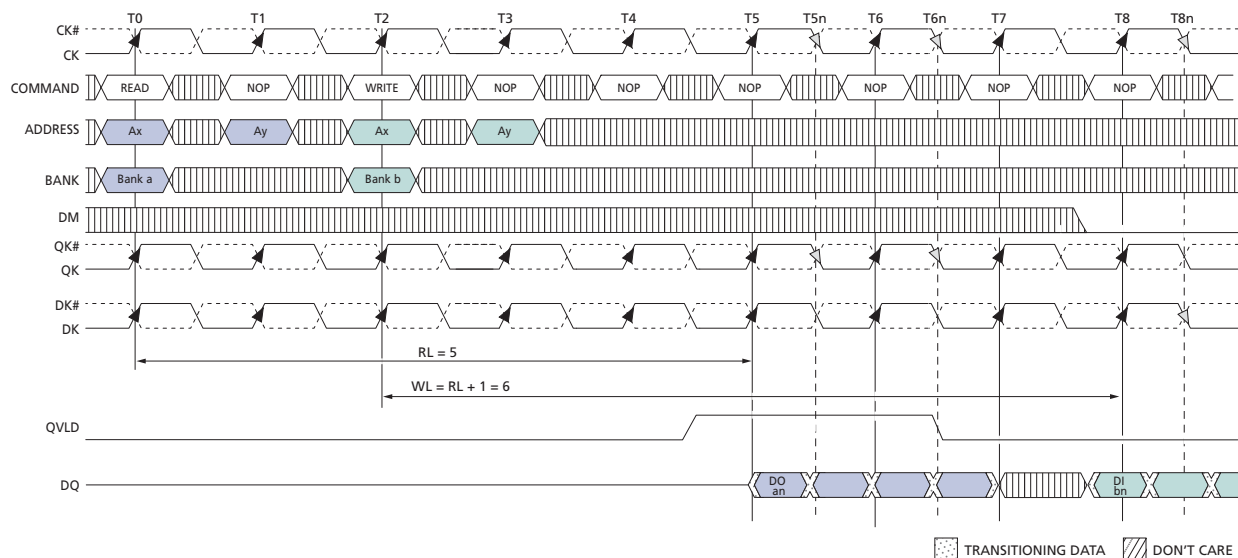 T0 T1 T2 T3 T4 T5 T5n T6 T6n T7 T8 T8n
CK#
CK
COMMAND READ NOP WRITE NOP NOP NOP NOP NOP NOP
ADDRESS Ax Ay Ax Ay
BANK Bank a Bank b
DM
QK#
QK
DK#
DK
RL = 5
WL = RL + 1 = 6
QVLD
DQ DO an DI bn
TRANSITIONING DATA DON'T CARE